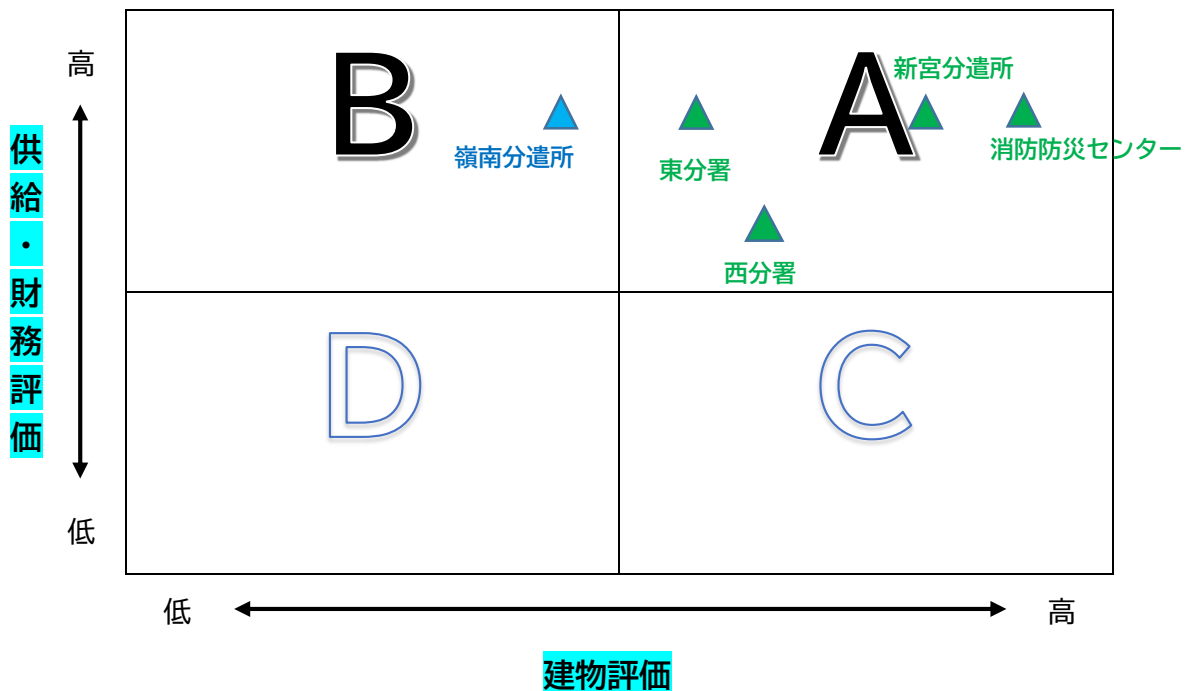 高
B
A
新宮分遣所
嶺南分遣所
東分署
消防防災センター
西分署
供給・財務評価
D
C
低
低
高
建物評価